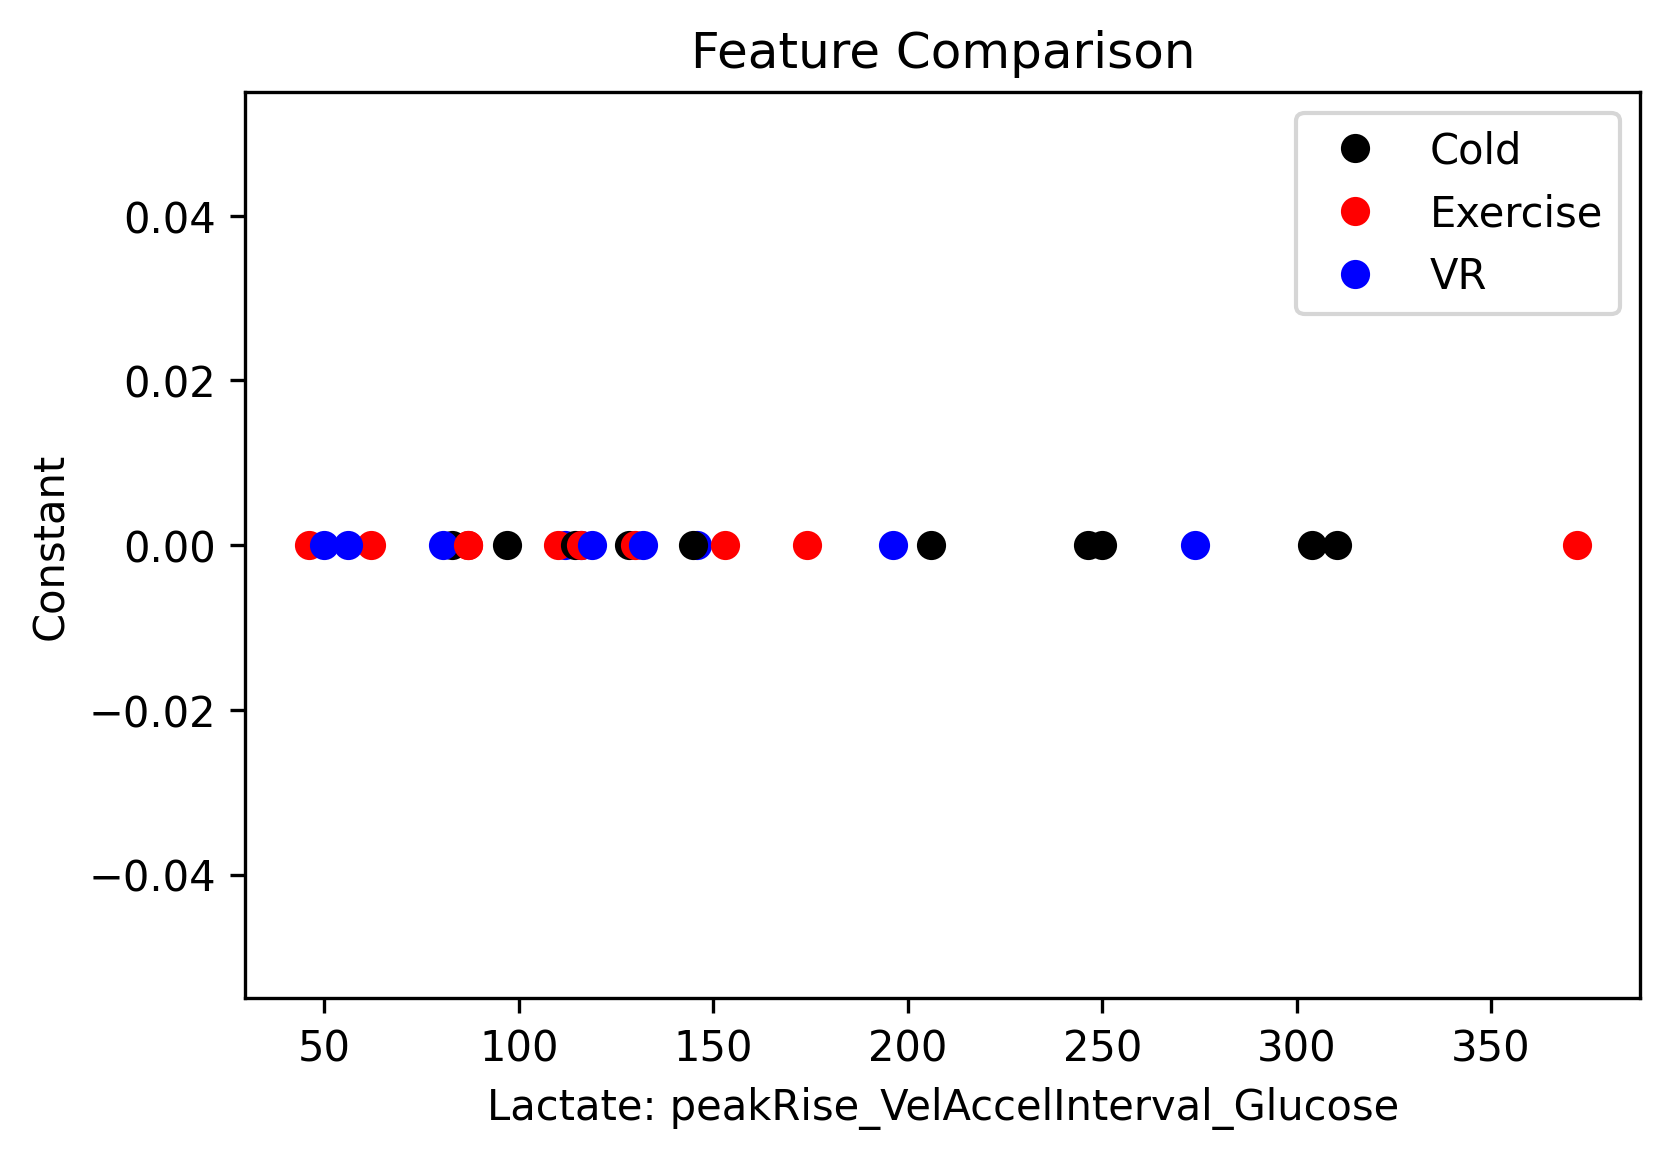 Feature Comparison
Cold
Exercise
VR
0.04
0.02
0.00
−0.02
−0.04
Constant
50 100 150 200 250 300 350
Lactate: peakRise_VelAccelInterval_Glucose